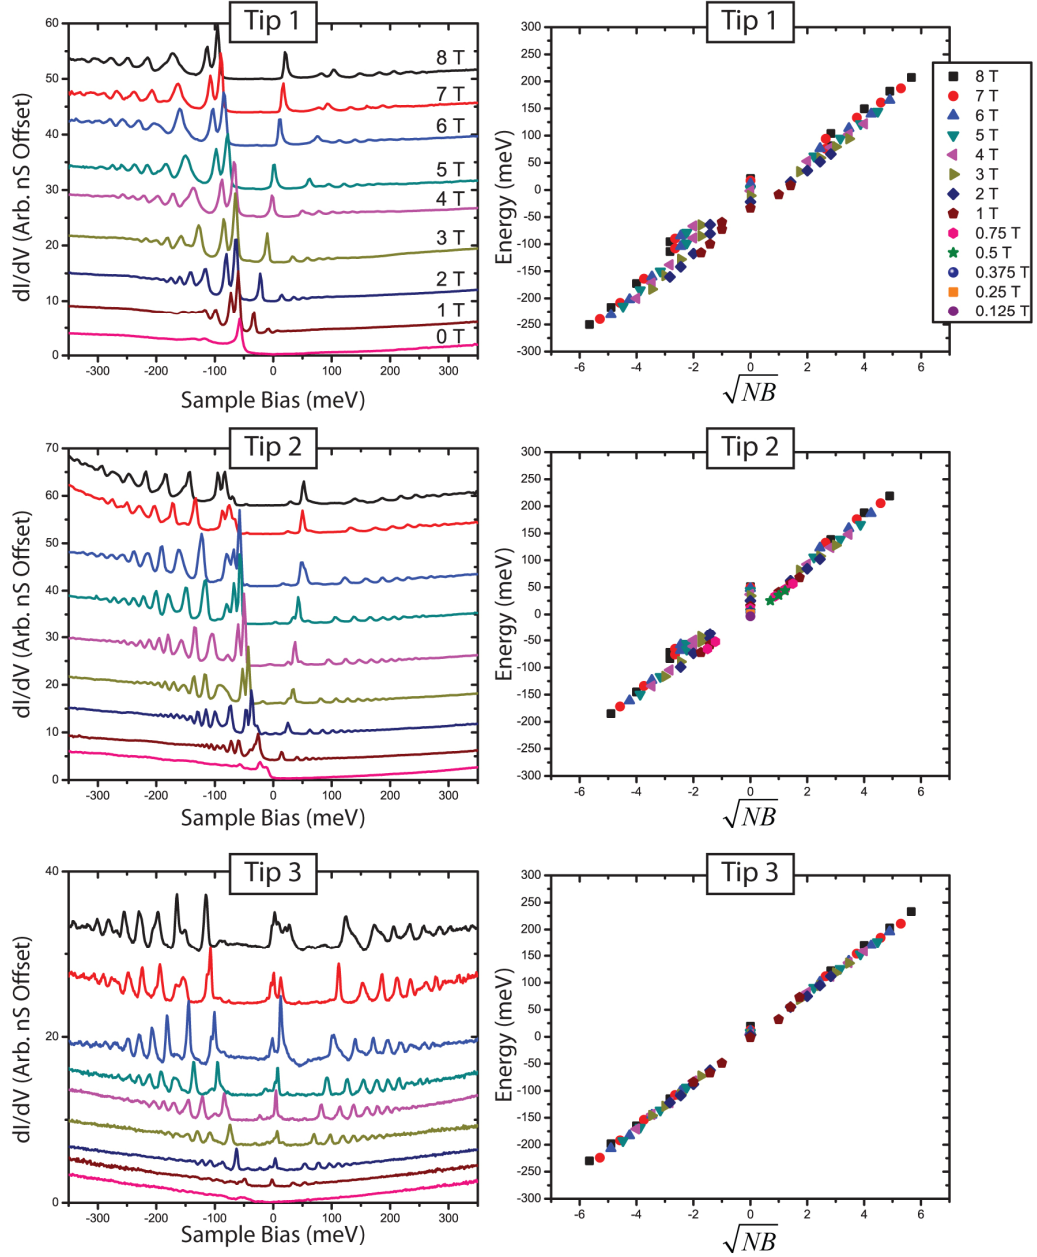 Tip 1
60
50
40
30
20
10
0
dI/dV (Arb. nS Offset)
8 T
7 T
6 T
5 T
4 T
3 T
2 T
1 T
0 T
-300 -200 -100 0 100 200 300
Sample Bias (meV)
Tip 1
300
250
200
150
100
50
0
-50
-100
-150
-200
-250
-300
Energy (meV)
-6 -4 -2 0 2 4 6
√NB
8 T
7 T
6 T
5 T
4 T
3 T
2 T
1 T
0.75 T
0.5 T
0.375 T
0.25 T
0.125 T
Tip 2
70
60
50
40
30
20
10
0
dI/dV (Arb. nS Offset)
-300 -200 -100 0 100 200 300
Sample Bias (meV)
Tip 2
300
250
200
150
100
50
0
-50
-100
-150
-200
-250
-300
Energy (meV)
-6 -4 -2 0 2 4 6
√NB
Tip 3
40
20
0
dI/dV (Arb. nS Offset)
-300 -200 -100 0 100 200 300
Sample Bias (meV)
Tip 3
300
250
200
150
100
50
0
-50
-100
-150
-200
-250
-300
Energy (meV)
-6 -4 -2 0 2 4 6
√NB